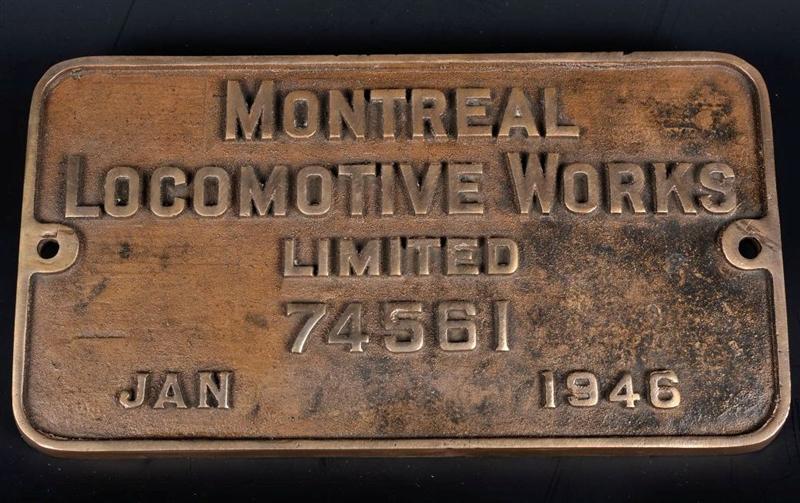 MONTREAL
LOCOMOTIVE WORKS
LIMITED
74561
JAN 1946